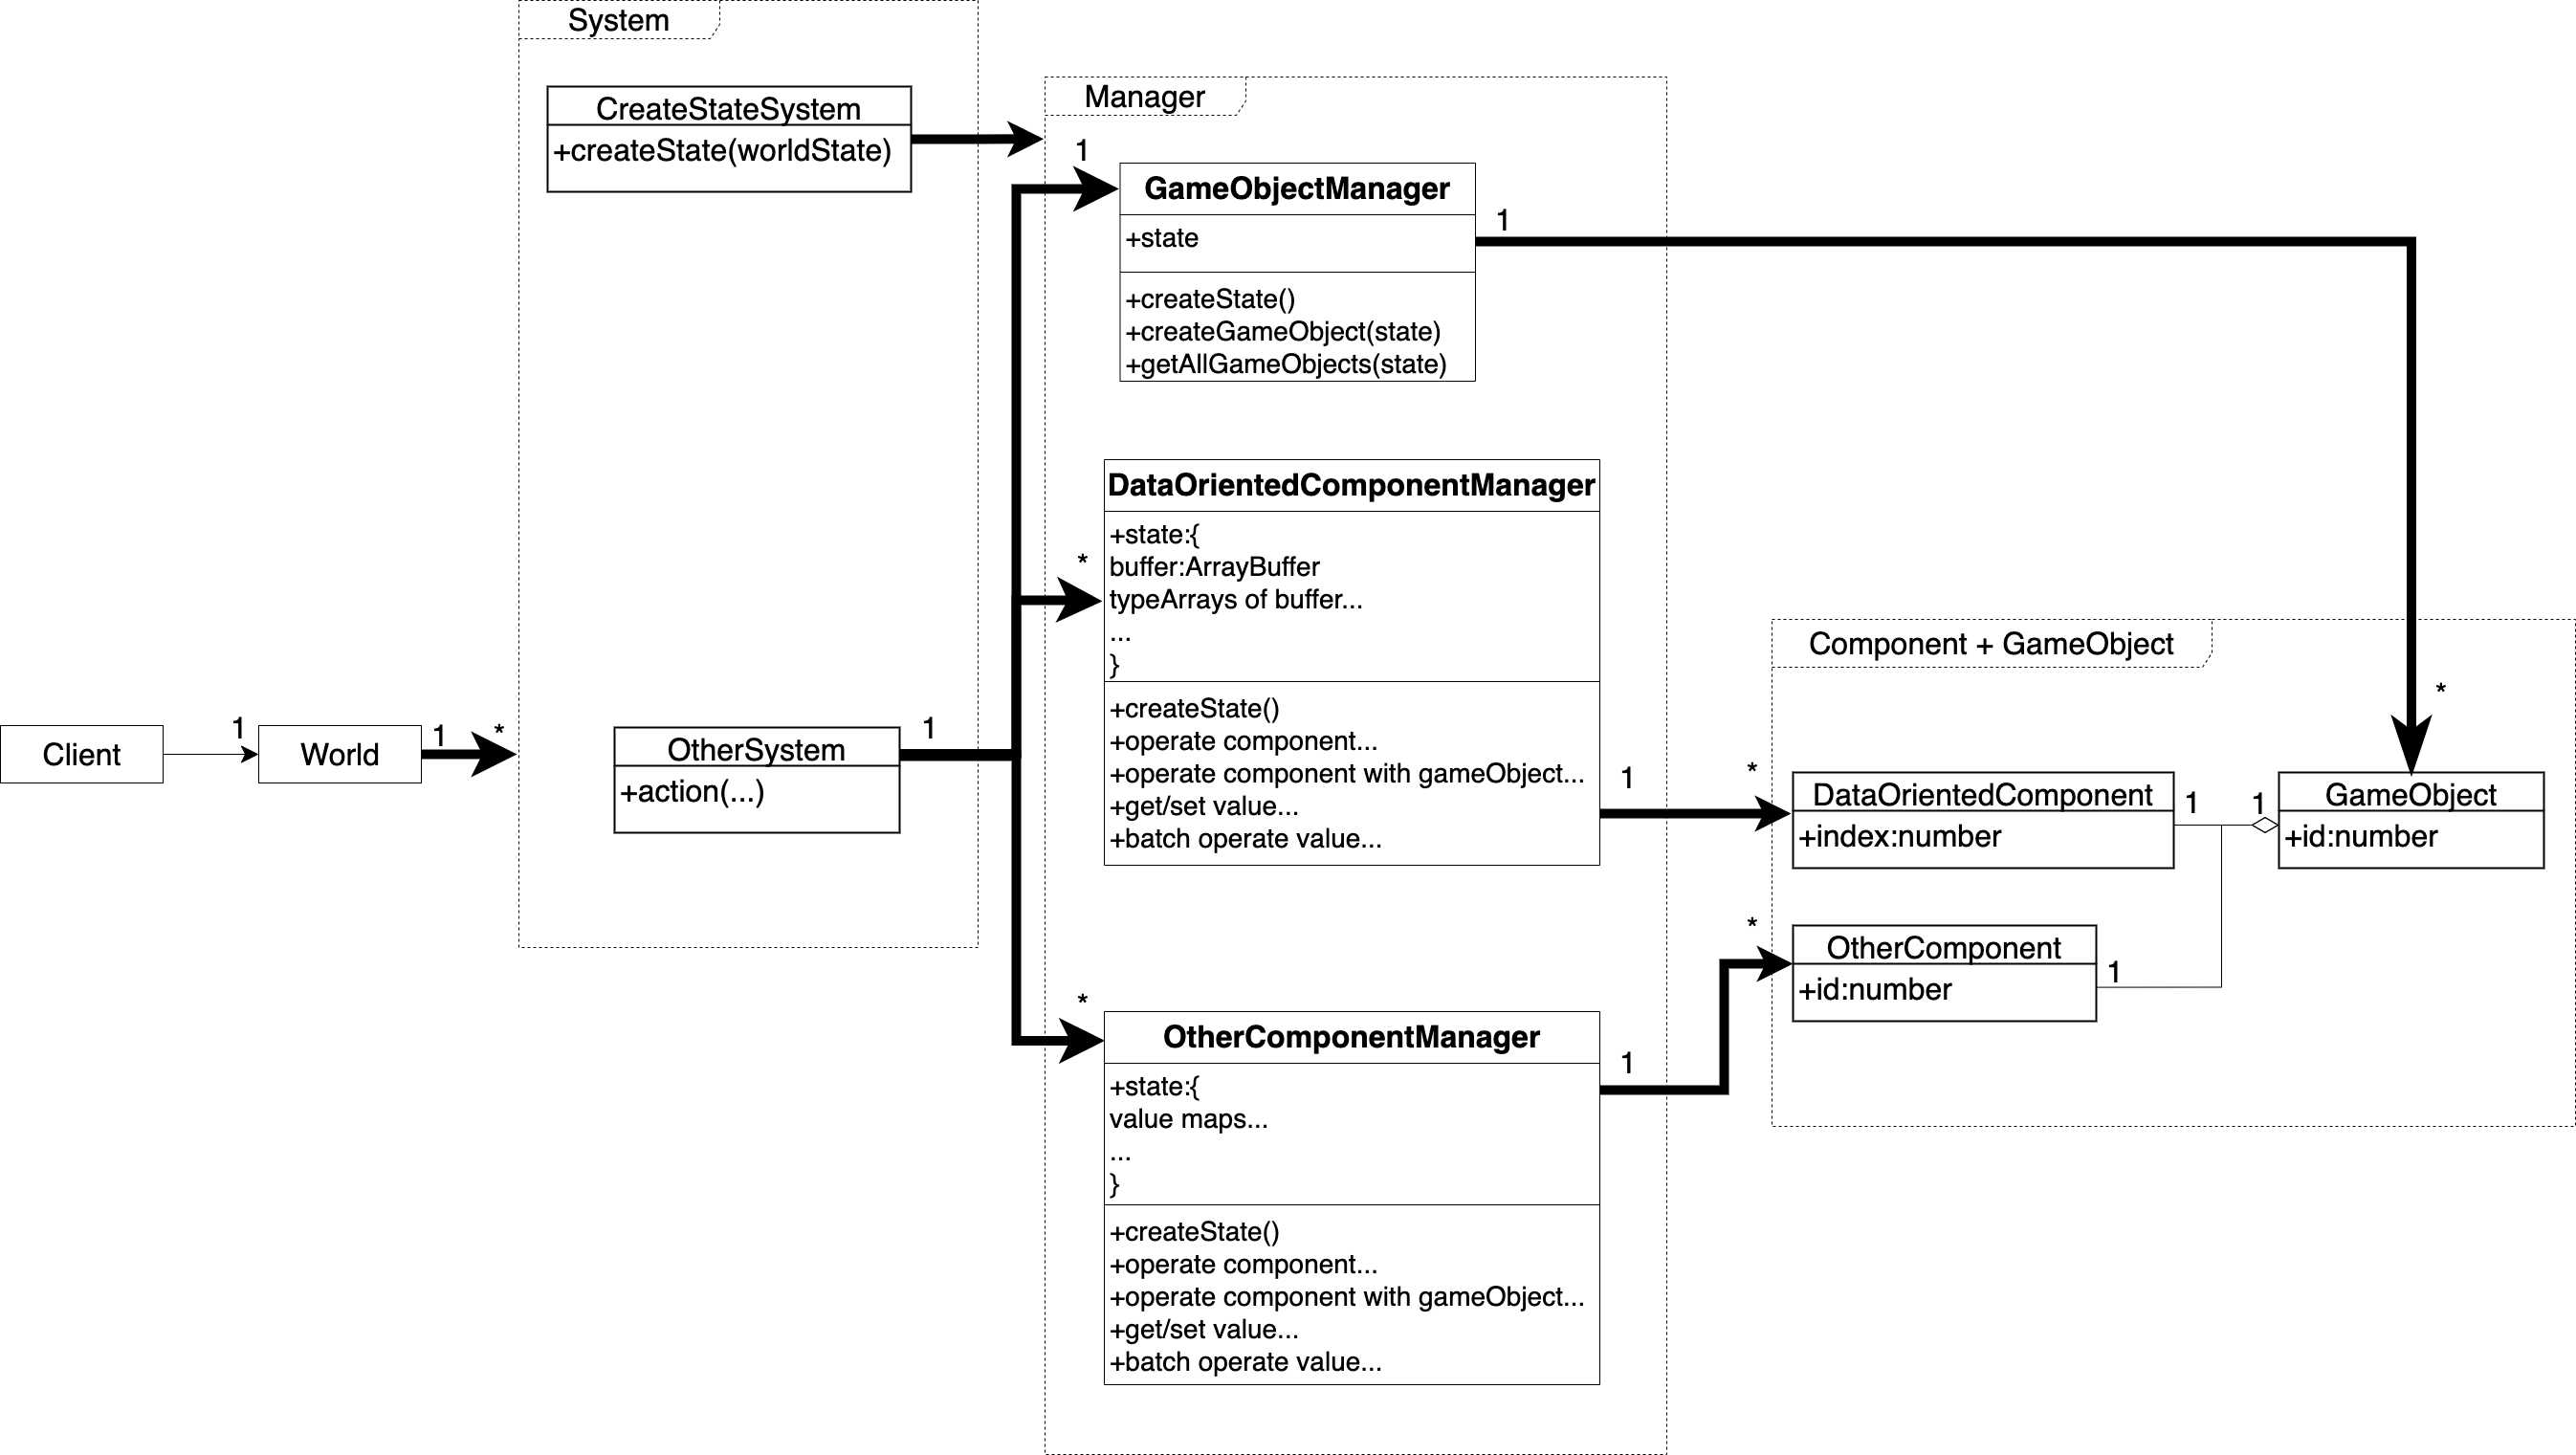 System
CreateStateSystem
+createState(worldState)
Manager
1
GameObjectManager
+state
+createState()
+createGameObject(state)
+getAllGameObjects(state)
1
*
DataOrientedComponentManager
+state:{
buffer:ArrayBuffer
typeArrays of buffer...
...
}
+createState()
+operate component...
+operate component with gameObject...
+get/set value...
+batch operate value...
1
Client
1
World
1
*
OtherSystem
+action(...)
1
Component + GameObject
*
*
DataOrientedComponent
+index:number
1
1
GameObject
+id:number
*
OtherComponent
+id:number
1
*
OtherComponentManager
+state:{
value maps...
...
}
+createState()
+operate component...
+operate component with gameObject...
+get/set value...
+batch operate value...
1